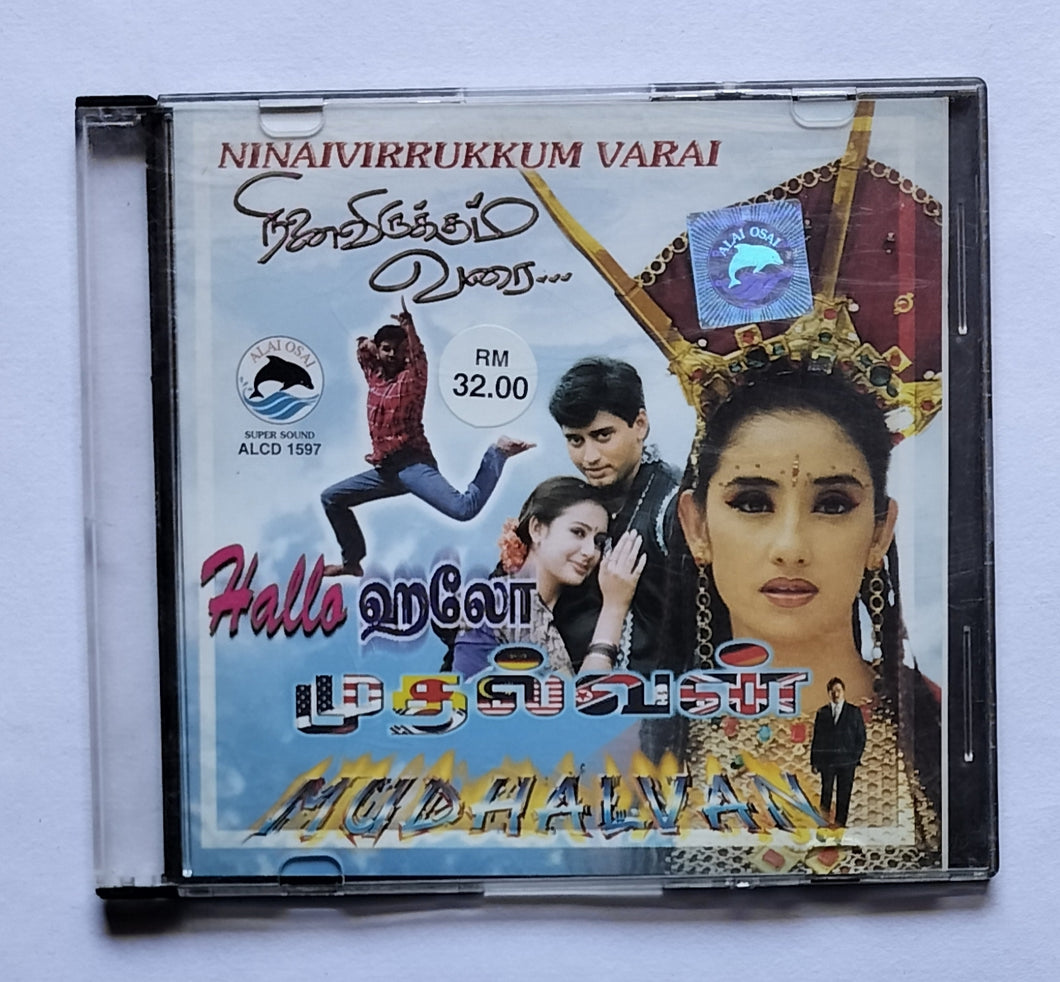 NINAIVIRRUKKUM VARAI
நினைவிருக்கும்
வரை...
ALAI OSAI
ALAI OSAI
SUPER SOUND
ALCD 1597
RM
32.00
Hallo ஹலோ
முதல்வன்
MUDHALVAN